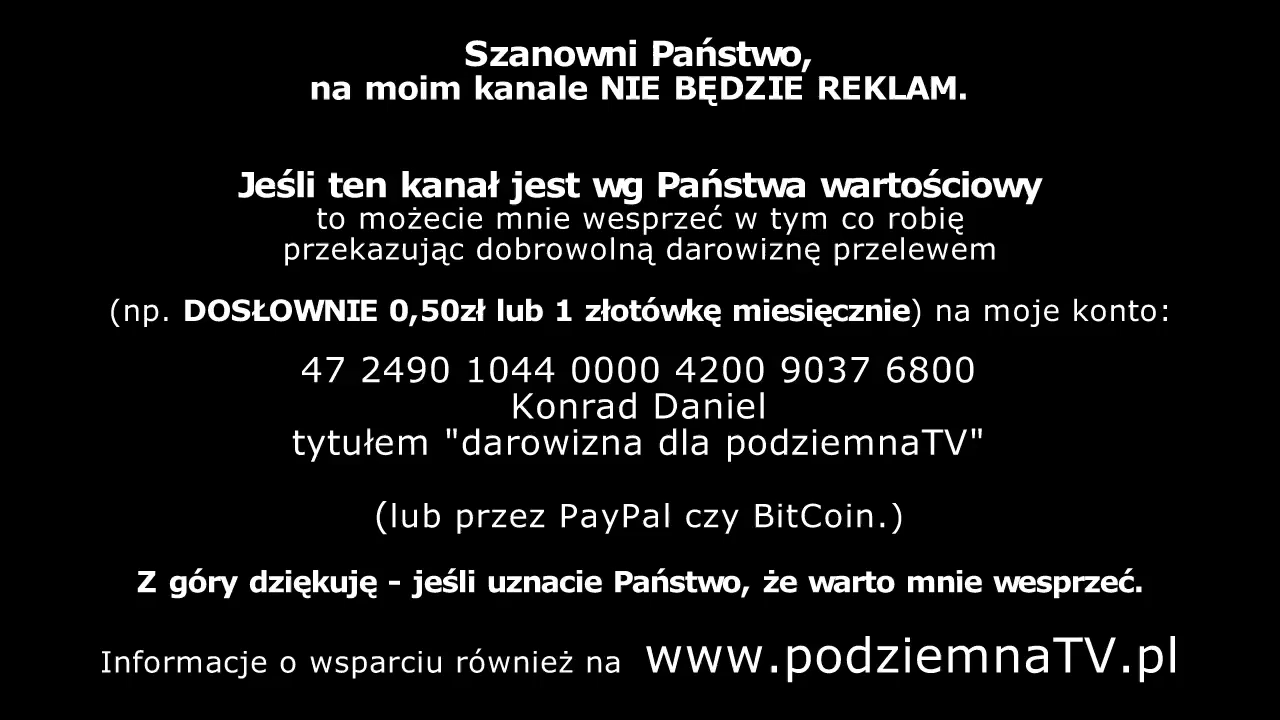 Szanowni Państwo,
na moim kanale NIE BĘDZIE REKLAM.
Jeśli ten kanał jest wg Państwa wartościowy
to możecie mnie wesprzeć w tym co robię
przekazując dobrowolną darowiznę przelewem
(np. DOSŁOWNIE 0,50zł lub 1 złotówkę miesięcznie) na moje konto:
47 2490 1044 0000 4200 9037 6800
Konrad Daniel
tytułem "darowizna dla podziemnaTV"
(lub przez PayPal czy BitCoin.)
Z góry dziękuję - jeśli uznacie Państwo, że warto mnie wesprzeć.
Informacje o wsparciu również na www.podziemnaTV.pl